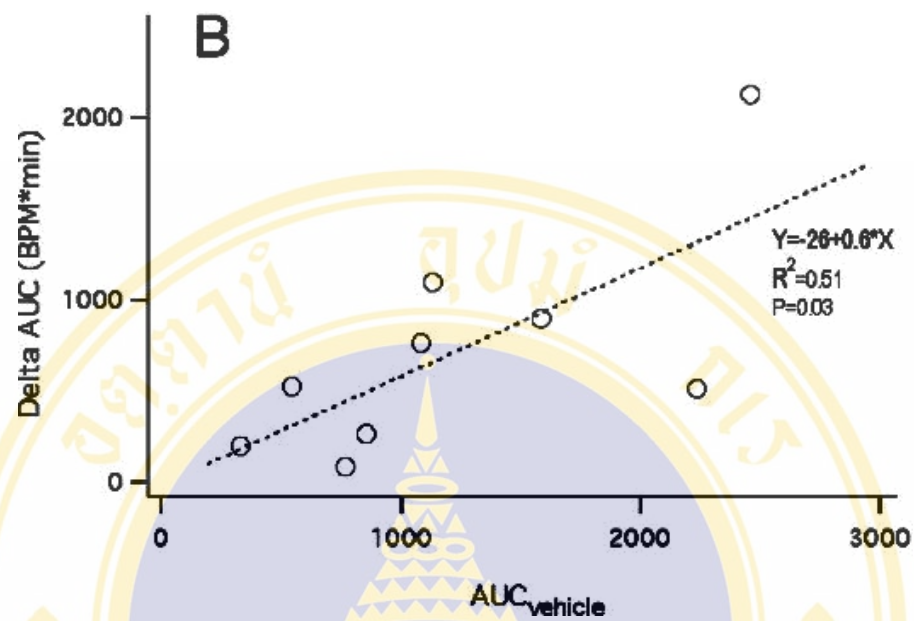 B
Delta AUC (BPM*min)
2000
1000
0
Y=-26+0.6*X
R²=0.51
P=0.03
0 1000 2000 3000
AUCvehicle